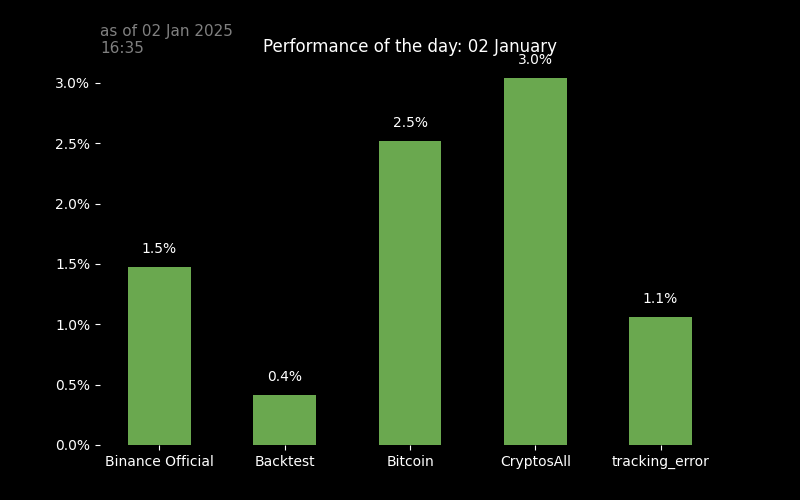 as of 02 Jan 2025
16:35
Performance of the day: 02 January
3.0%
2.5%
2.0%
1.5%
1.0%
0.5%
0.0%
1.5%
0.4%
2.5%
3.0%
1.1%
Binance Official
Backtest
Bitcoin
CryptosAll
tracking_error